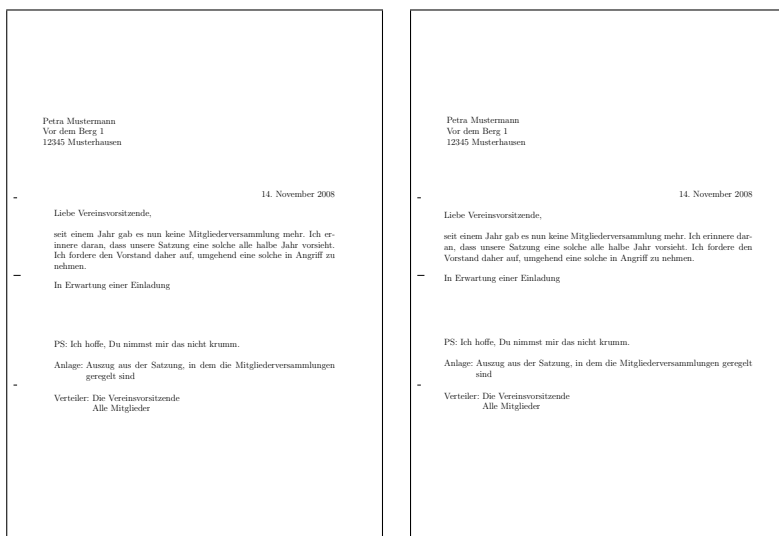 Petra Mustermann
Vor dem Berg 1
12345 Musterhausen
14. November 2008
Liebe Vereinsvorsitzende,
seit einem Jahr gab es nun keine Mitgliederversammlung mehr. Ich er-
innere daran, dass unsere Satzung eine solche alle halbe Jahr vorsieht.
Ich fordere den Vorstand daher auf, umgehend eine solche in Angriff zu
nehmen.
In Erwartung einer Einladung
PS: Ich hoffe, Du nimmst mir das nicht krumm.
Anlage: Auszug aus der Satzung, in dem die Mitgliederversammlungen
geregelt sind
Verteiler: Die Vereinsvorsitzende
Alle Mitglieder
Petra Mustermann
Vor dem Berg 1
12345 Musterhausen
14. November 2008
Liebe Vereinsvorsitzende,
seit einem Jahr gab es nun keine Mitgliederversammlung mehr. Ich erinnere dar-
an, dass unsere Satzung eine solche alle halbe Jahr vorsieht. Ich fordere den
Vorstand daher auf, umgehend eine solche in Angriff zu nehmen.
In Erwartung einer Einladung
PS: Ich hoffe, Du nimmst mir das nicht krumm.
Anlage: Auszug aus der Satzung, in dem die Mitgliederversammlungen geregelt
sind
Verteiler: Die Vereinsvorsitzende
Alle Mitglieder